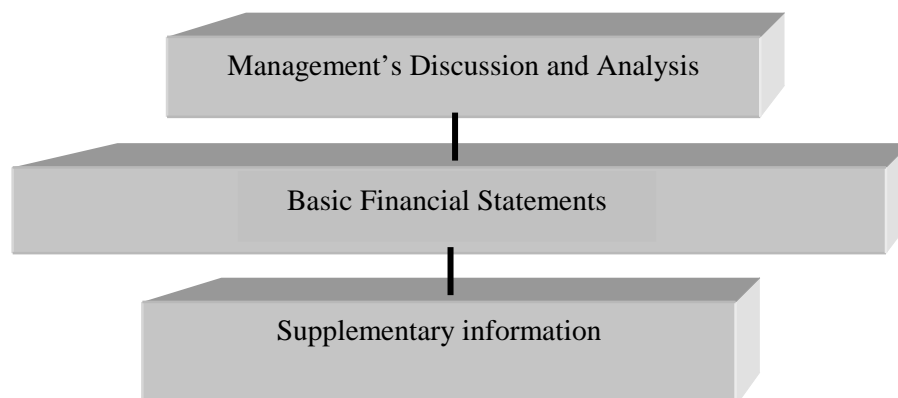 Management’s Discussion and Analysis
Basic Financial Statements
Supplementary information